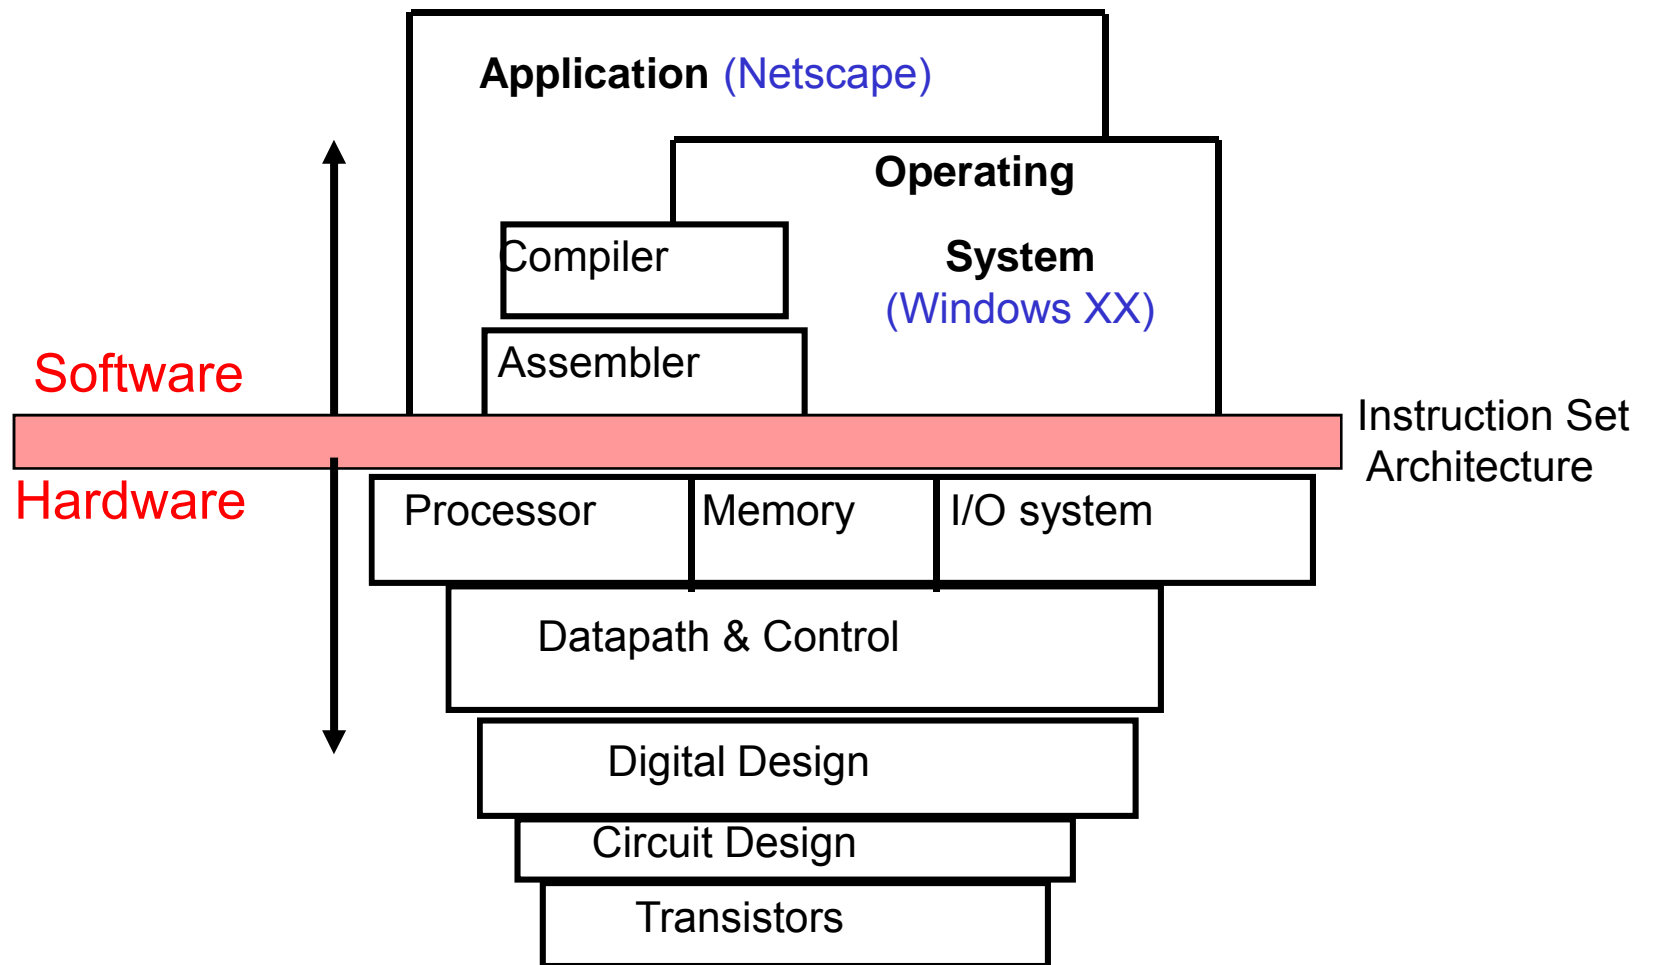 Application (Netscape)
Operating
System
(Windows XX)
Compiler
Assembler
Software
Instruction Set
Architecture
Hardware
Processor
Memory
I/O system
Datapath & Control
Digital Design
Circuit Design
Transistors